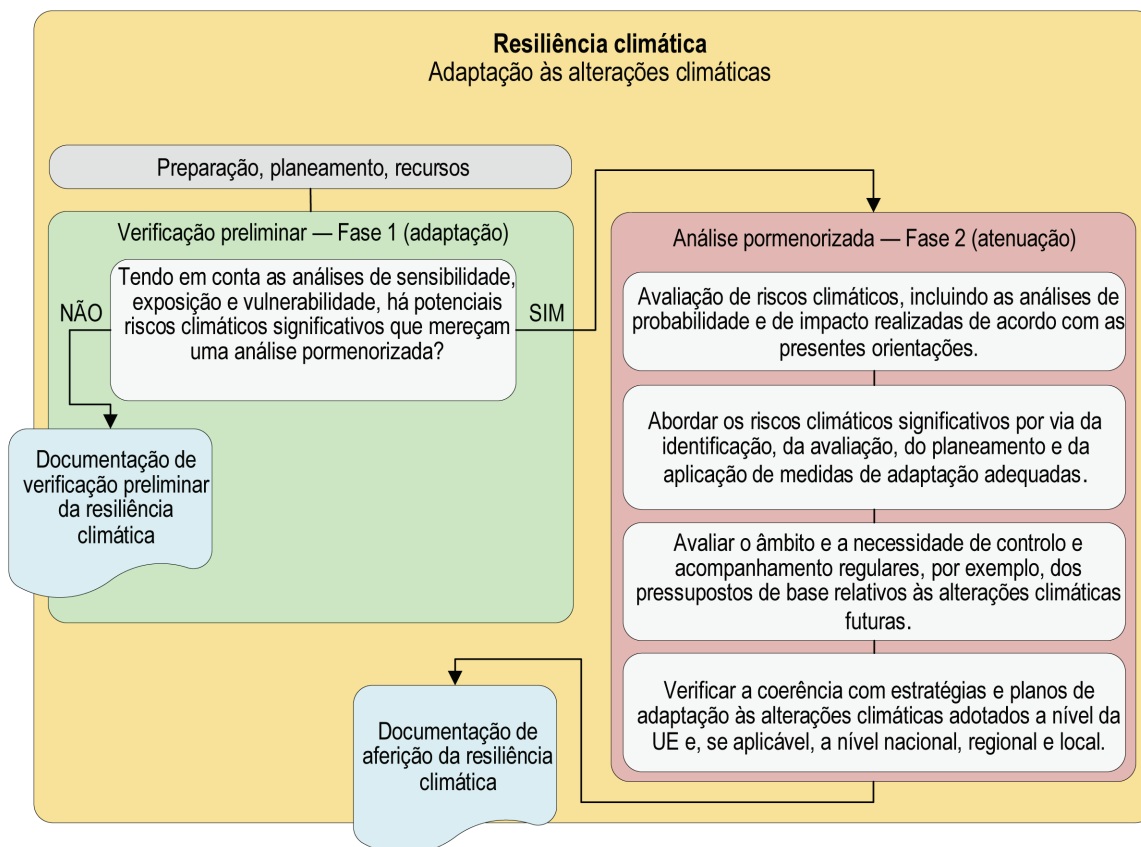 Resiliência climática
Adaptação às alterações climáticas
Preparação, planeamento, recursos
Verificação preliminar — Fase 1 (adaptação)
Tendo em conta as análises de sensibilidade,
exposição e vulnerabilidade, há potenciais
riscos climáticos significativos que mereçam
uma análise pormenorizada?
NÃO
SIM
Documentação de
verificação preliminar
da resiliência
climática
Análise pormenorizada — Fase 2 (atenuação)
Avaliação de riscos climáticos, incluindo as análises de
probabilidade e de impacto realizadas de acordo com as
presentes orientações.
Abordar os riscos climáticos significativos por via da
identificação, da avaliação, do planeamento e da
aplicação de medidas de adaptação adequadas.
Avaliar o âmbito e a necessidade de controlo e
acompanhamento regulares, por exemplo, dos
pressupostos de base relativos às alterações climáticas
futuras.
Verificar a coerência com estratégias e planos de
adaptação às alterações climáticas adotados a nível da
UE e, se aplicável, a nível nacional, regional e local.
Documentação de
aferição da resiliência
climática